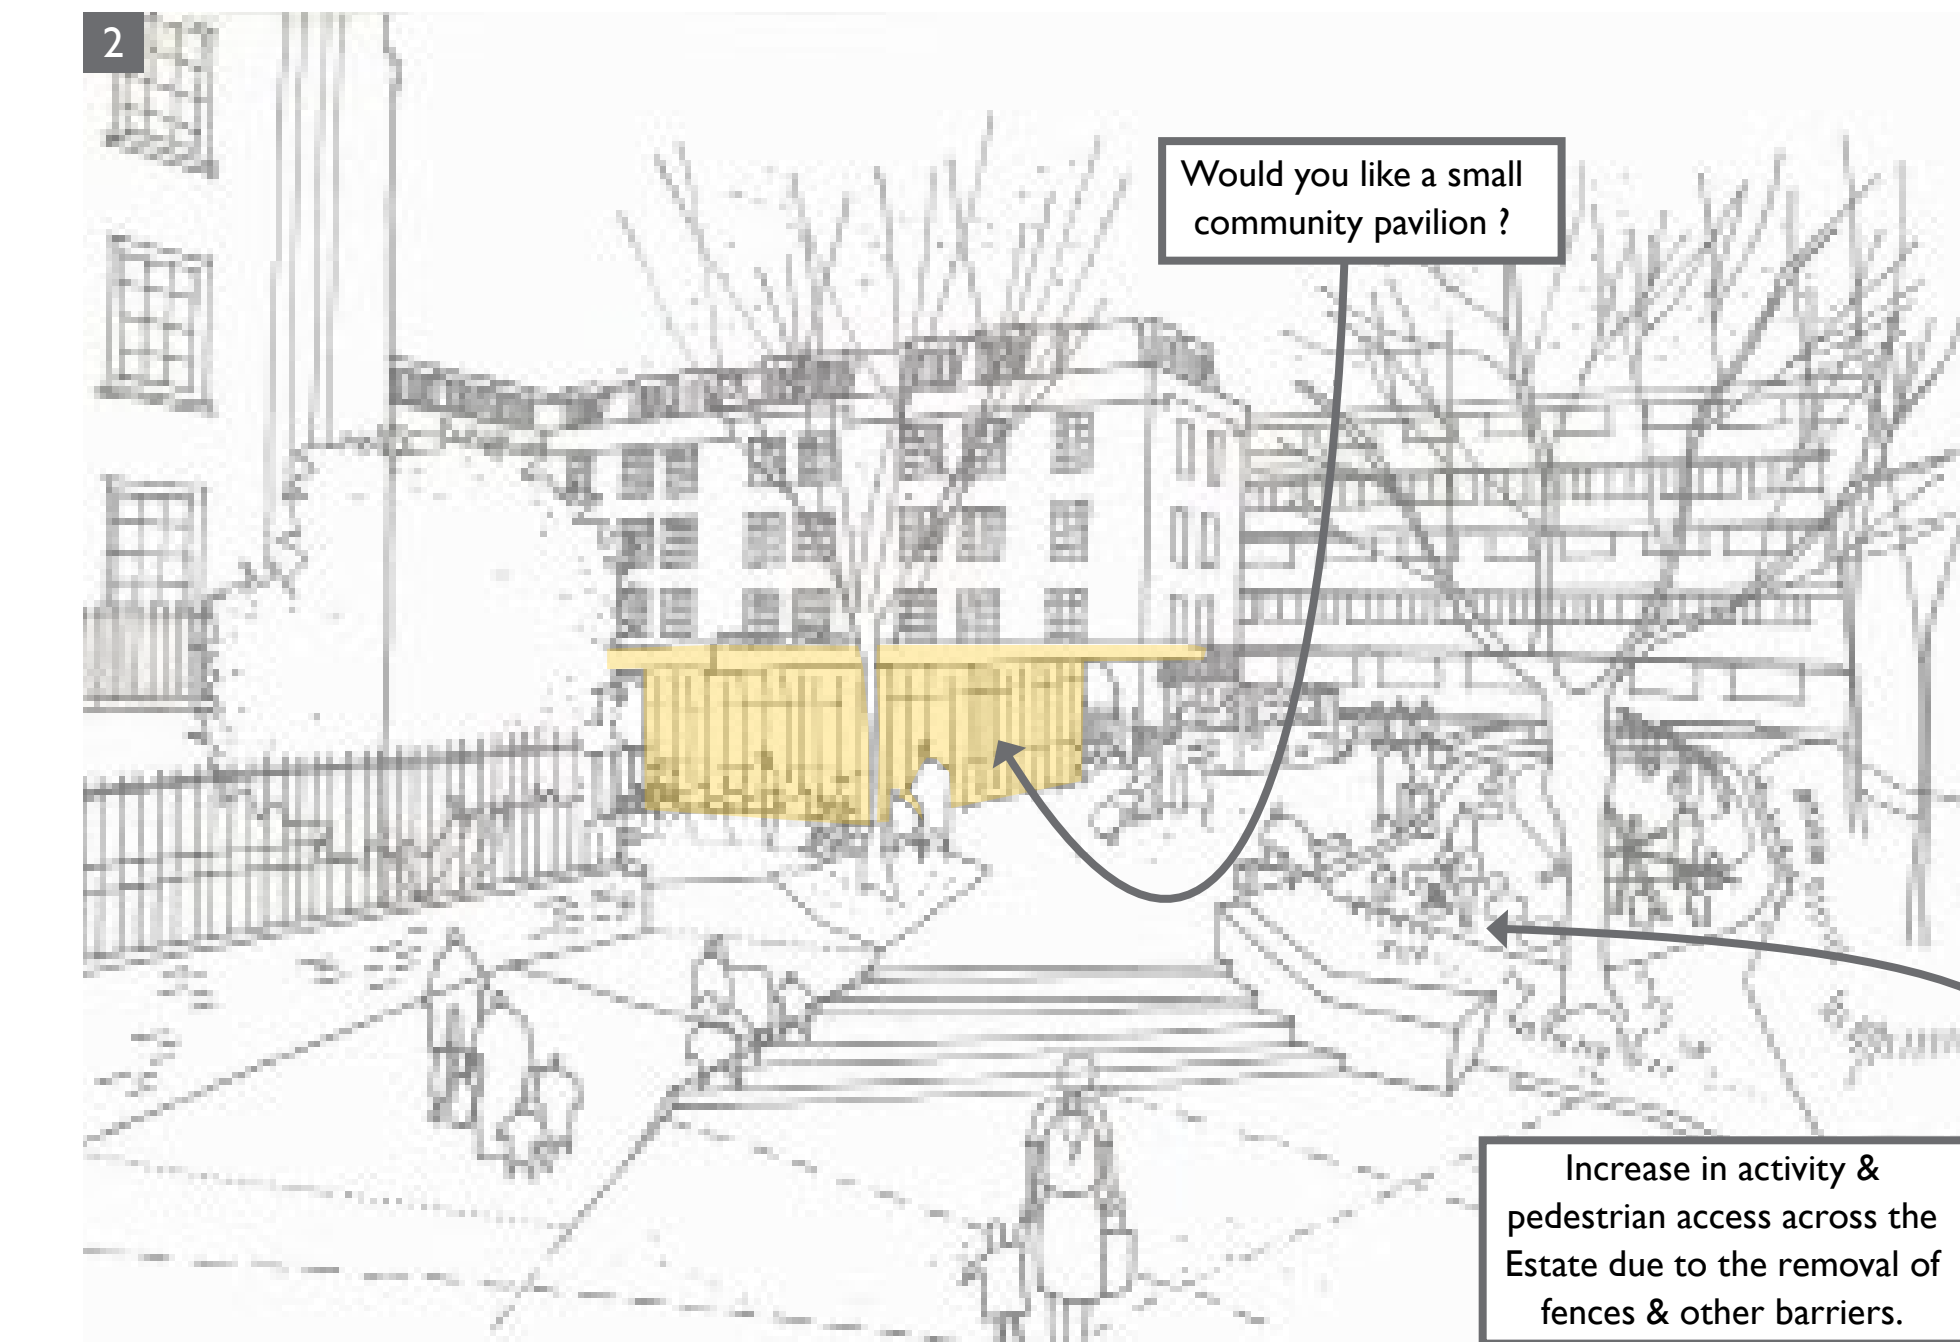 2
Would you like a small
community pavilion ?
Increase in activity &
pedestrian access across the
Estate due to the removal of
fences & other barriers.